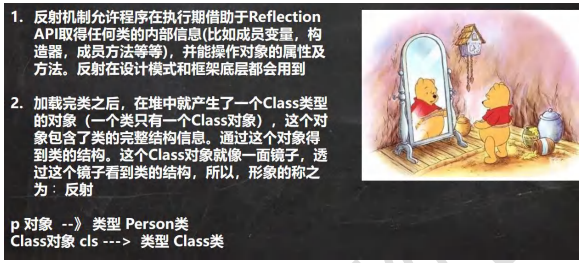 1. 反射机制允许程序在执行期借助于Reflection
API取得任何类的内部信息(比如成员变量，构
造器，成员方法等等)，并能操作对象的属性及
方法。反射在设计模式和框架底层都会用到
2. 加载完类之后，在堆中就产生了一个Class类型
的对象（一个类只有一个Class对象），这个对
象包含了类的完整结构信息。通过这个对象得
到类的结构。这个Class对象就像一面镜子，透
过这个镜子看到类的结构，所以，形象的称之
为：反射
p 对象 --》 类型 Person类
Class对象 cls ---> 类型 Class类